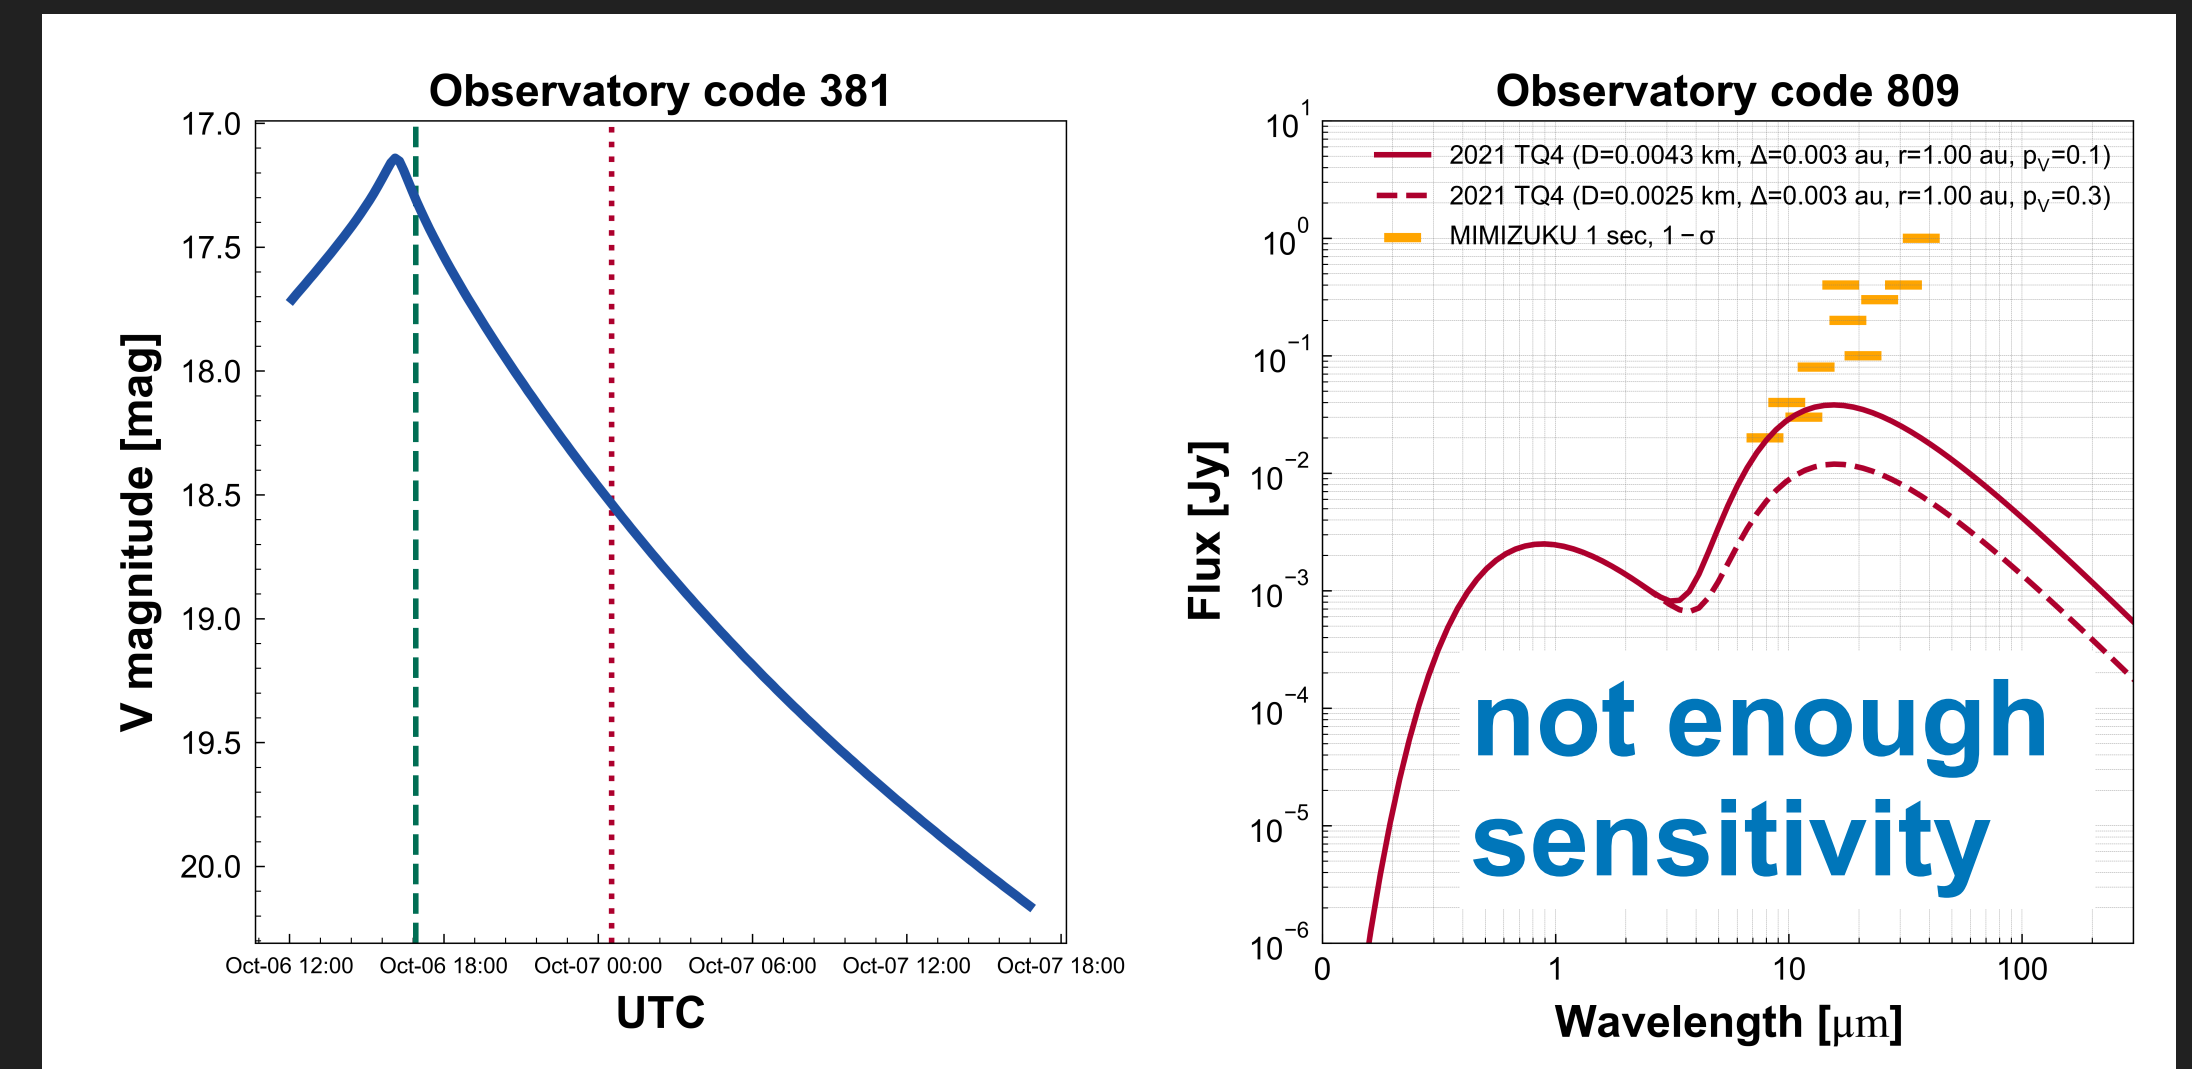 Observatory code 381
17.0
17.5
18.0
18.5
19.0
19.5
20.0
V magnitude [mag]
Oct-06 12:00 Oct-06 18:00 Oct-07 00:00 Oct-07 06:00 Oct-07 12:00 Oct-07 18:00
UTC
Observatory code 809
2021 TQ4 (D=0.0043 km, Δ=0.003 au, r=1.00 au, pV=0.1)
2021 TQ4 (D=0.0025 km, Δ=0.003 au, r=1.00 au, pV=0.3)
MIMIZUKU 1 sec, 1−σ
10^1
10^0
10^−1
10^−2
10^−3
10^−4
10^−5
10^−6
Flux [Jy]
not enough
sensitivity
0 1 10 100
Wavelength [μm]